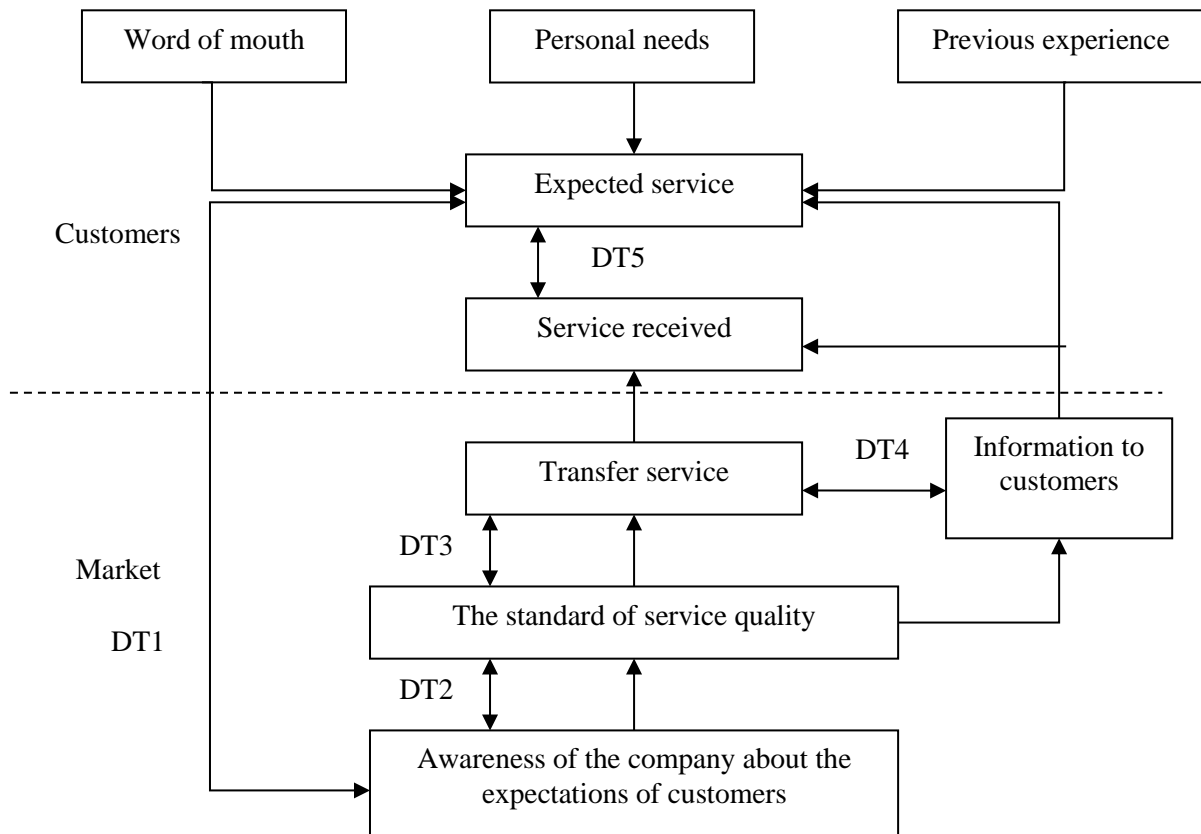 Word of mouth
Personal needs
Previous experience
Expected service
Customers
DT5
Service received
Transfer service
DT4
Information to
customers
DT3
Market
The standard of service quality
DT1
DT2
Awareness of the company about the
expectations of customers